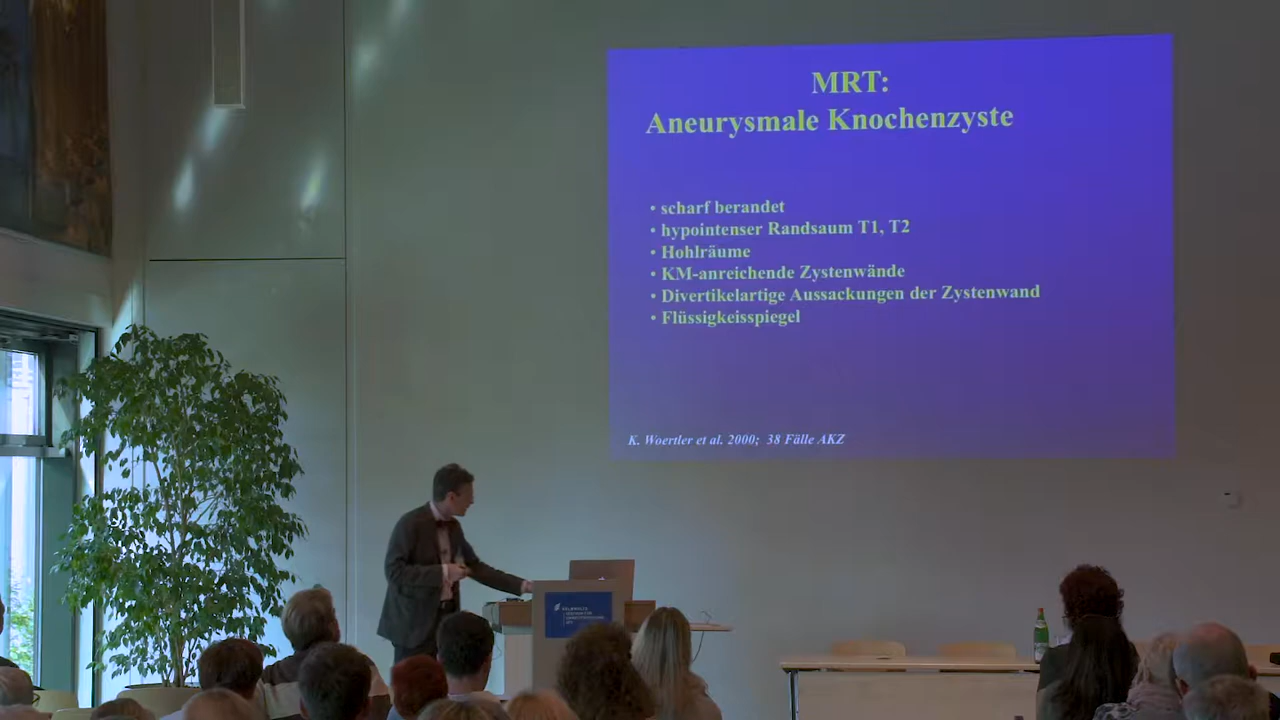 MRT:
Aneurysmale Knochenzyste
• scharf berandet
• hypointenser Randsaum T1, T2
• Hohlräume
• KM-anreichende Zystenwände
• Divertikelartige Aussackungen der Zystenwand
• Flüssigkeisspiegel
K. Woertler et al. 2000; 38 Fälle AKZ
HELMHOLTZ